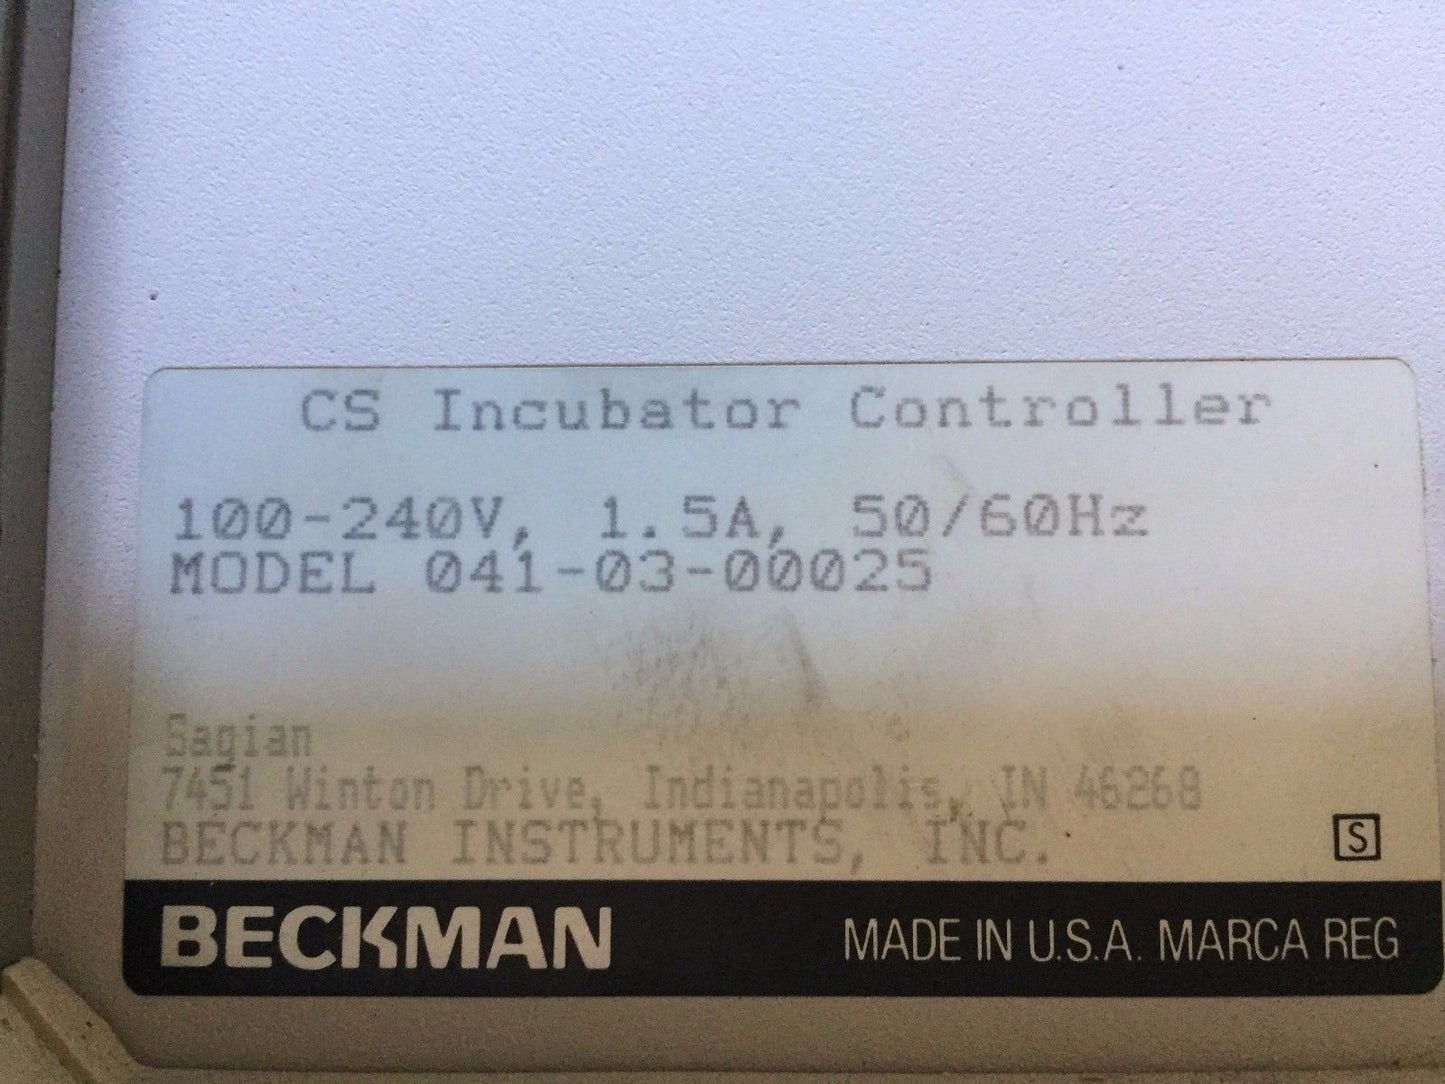 CS Incubator Controller
100-240V, 1.5A, 50/60Hz
MODEL 041-03-00025
Sagian
7451 Winton Drive, Indianapolis, IN 46268
BECKMAN INSTRUMENTS, INC.
S
BECKMAN MADE IN U.S.A. MARCA REG